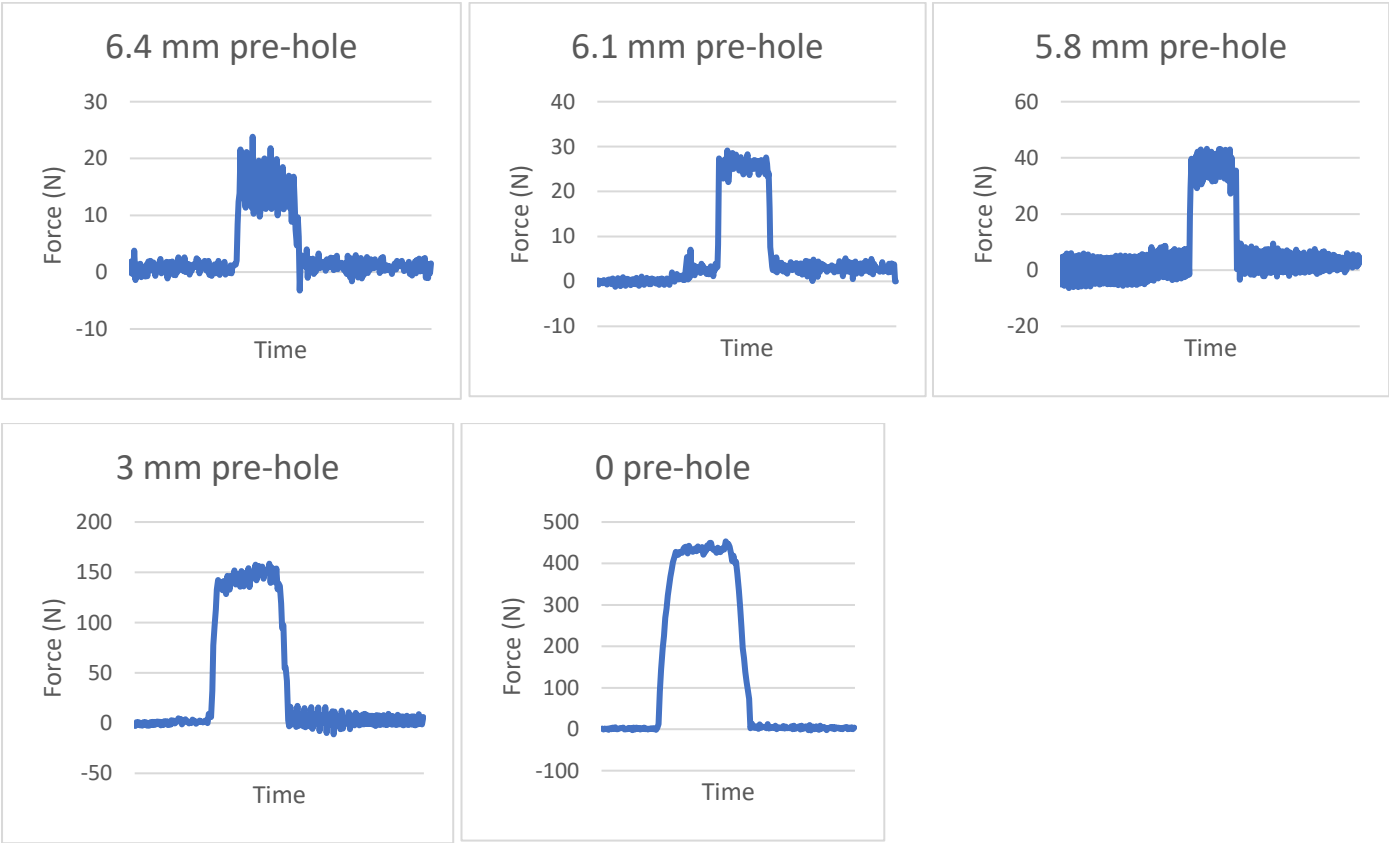 6.4 mm pre-hole
30
20
10
0
-10
Force (N)
Time
6.1 mm pre-hole
40
30
20
10
0
-10
Force (N)
Time
5.8 mm pre-hole
60
40
20
0
-20
Force (N)
Time
3 mm pre-hole
200
150
100
50
0
-50
Force (N)
Time
0 pre-hole
500
400
300
200
100
0
-100
Force (N)
Time